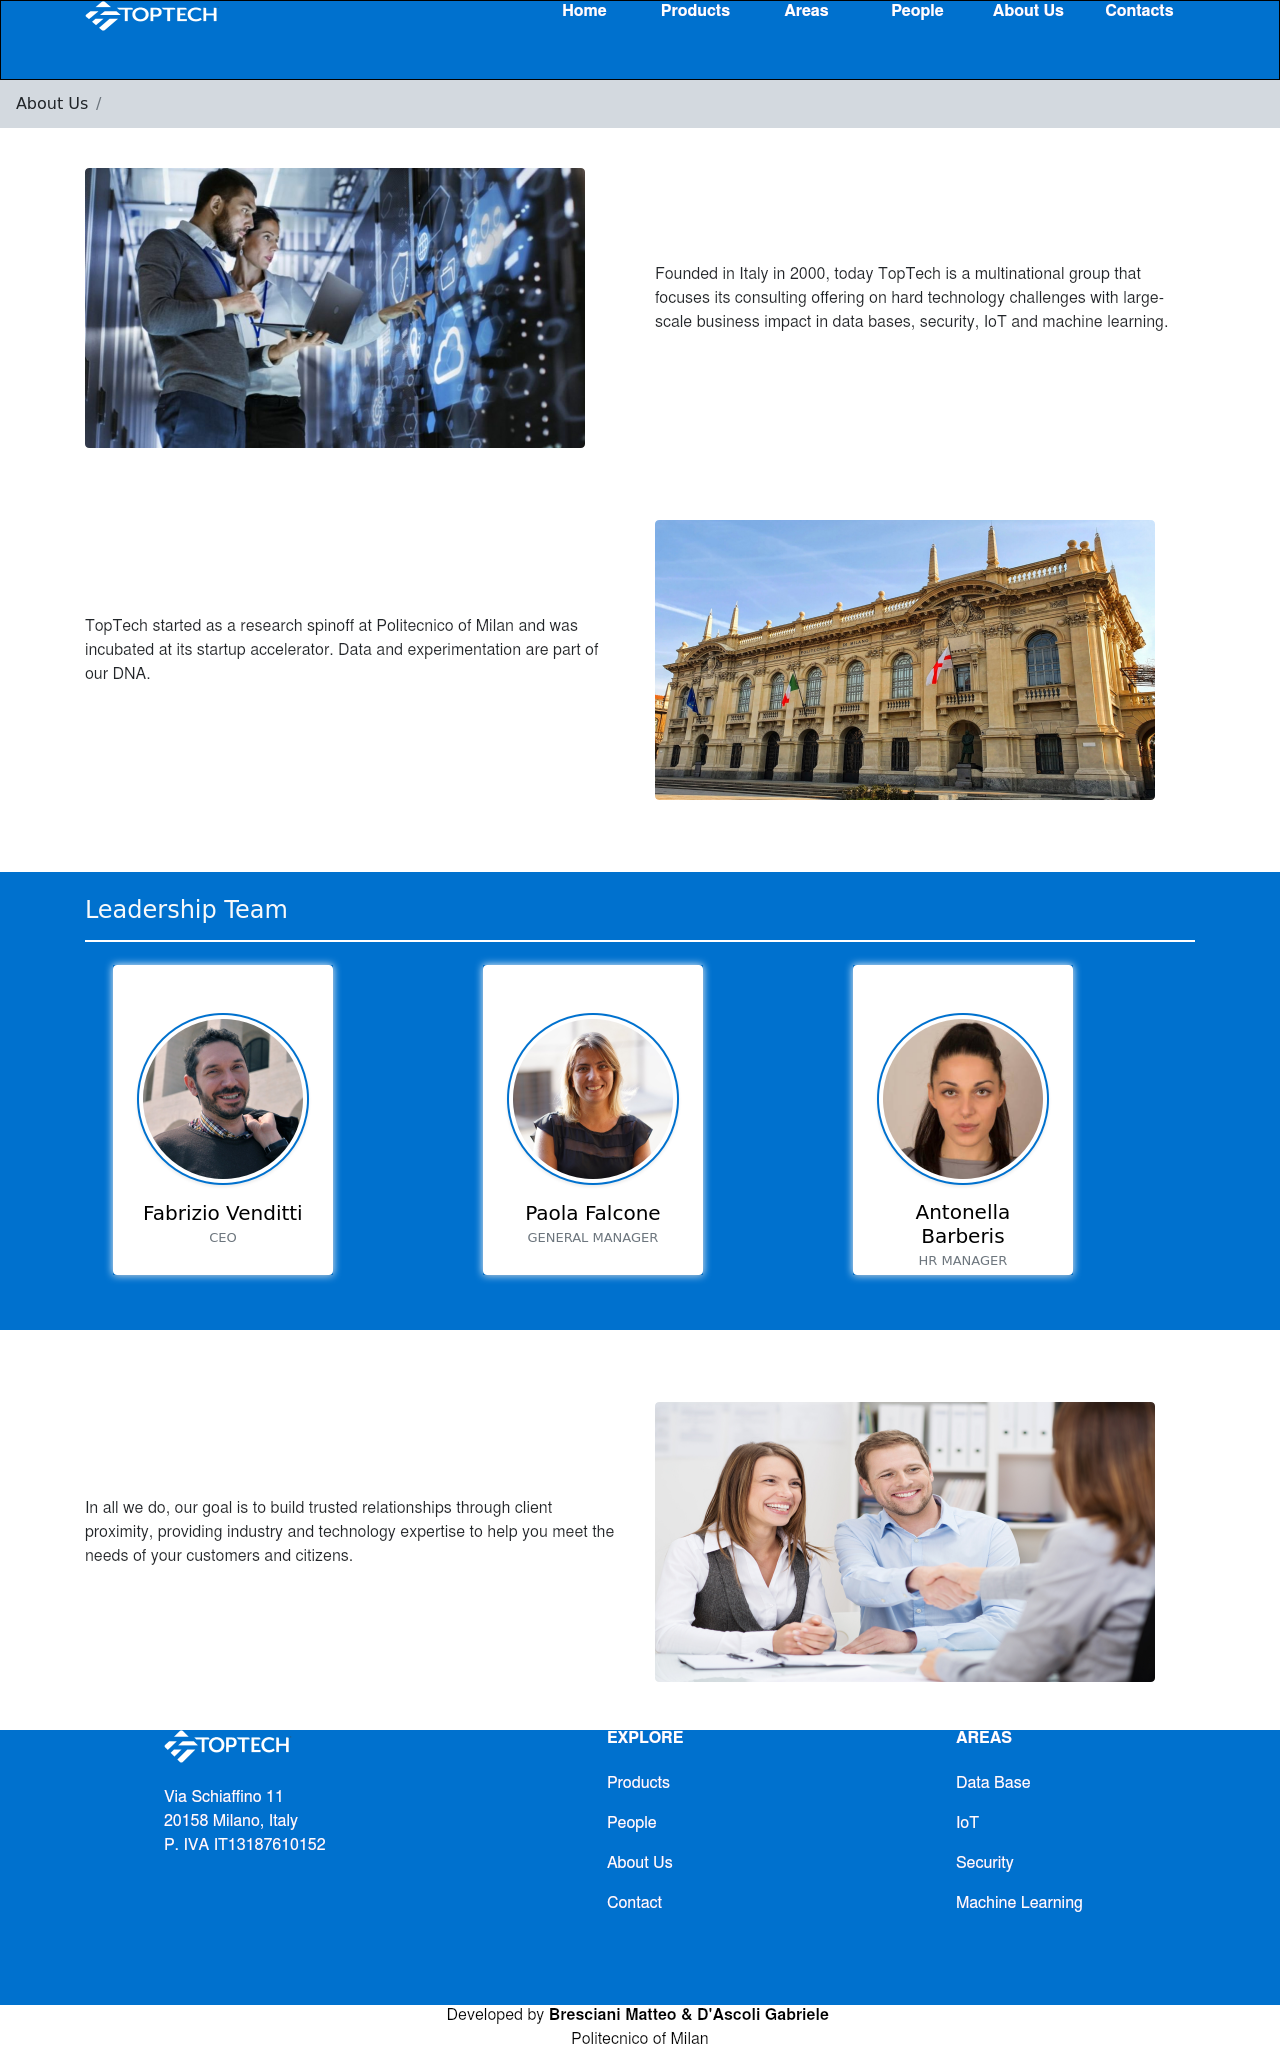 TOPTECH
Home Products Areas People About Us Contacts
About Us /
Founded in Italy in 2000, today TopTech is a multinational group that
focuses its consulting offering on hard technology challenges with large-
scale business impact in data bases, security, IoT and machine learning.
TopTech started as a research spinoff at Politecnico of Milan and was
incubated at its startup accelerator. Data and experimentation are part of
our DNA.
Leadership Team
Fabrizio Venditti
CEO
Paola Falcone
GENERAL MANAGER
Antonella
Barberis
HR MANAGER
In all we do, our goal is to build trusted relationships through client
proximity, providing industry and technology expertise to help you meet the
needs of your customers and citizens.
TOPTECH
Via Schiaffino 11
20158 Milano, Italy
P. IVA IT13187610152
EXPLORE
Products
People
About Us
Contact
AREAS
Data Base
IoT
Security
Machine Learning
Developed by Bresciani Matteo & D'Ascoli Gabriele
Politecnico of Milan